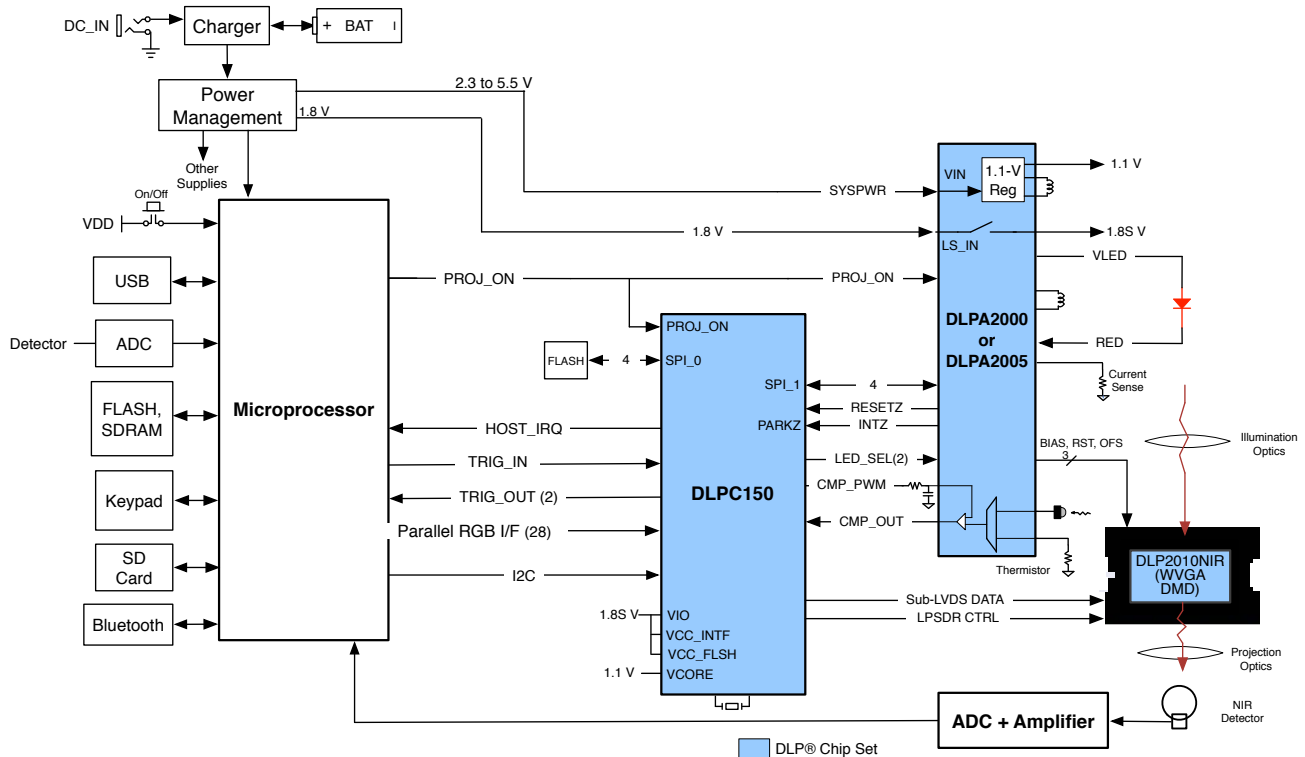 DC_IN
Charger
+ BAT I
Power
Management
2.3 to 5.5 V
1.8 V
Other
Supplies
On/Off
VDD
SYSPWR
VIN
1.1-V
Reg
1.1 V
1.8 V
LS_IN
1.8S V
VLED
USB
PROJ_ON
PROJ_ON
PROJ_ON
DLPA2000
or
DLPA2005
RED
Detector
ADC
FLASH
4
SPI_0
Current
Sense
FLASH,
SDRAM
Microprocessor
SPI_1
4
RESETZ
PARKZ
INTZ
HOST_IRQ
BIAS, RST, OFS
3
Illumination
Optics
TRIG_IN
LED_SEL(2)
Keypad
TRIG_OUT (2)
DLPC150
CMP_PWM
Parallel RGB I/F (28)
CMP_OUT
Thermistor
SD
Card
I2C
DLP2010NIR
(WVGA
DMD)
Sub-LVDS DATA
LPSDR CTRL
Bluetooth
1.8S V
VIO
VCC_INTF
VCC_FLSH
1.1 V
VCORE
Projection
Optics
ADC + Amplifier
NIR
Detector
DLP® Chip Set